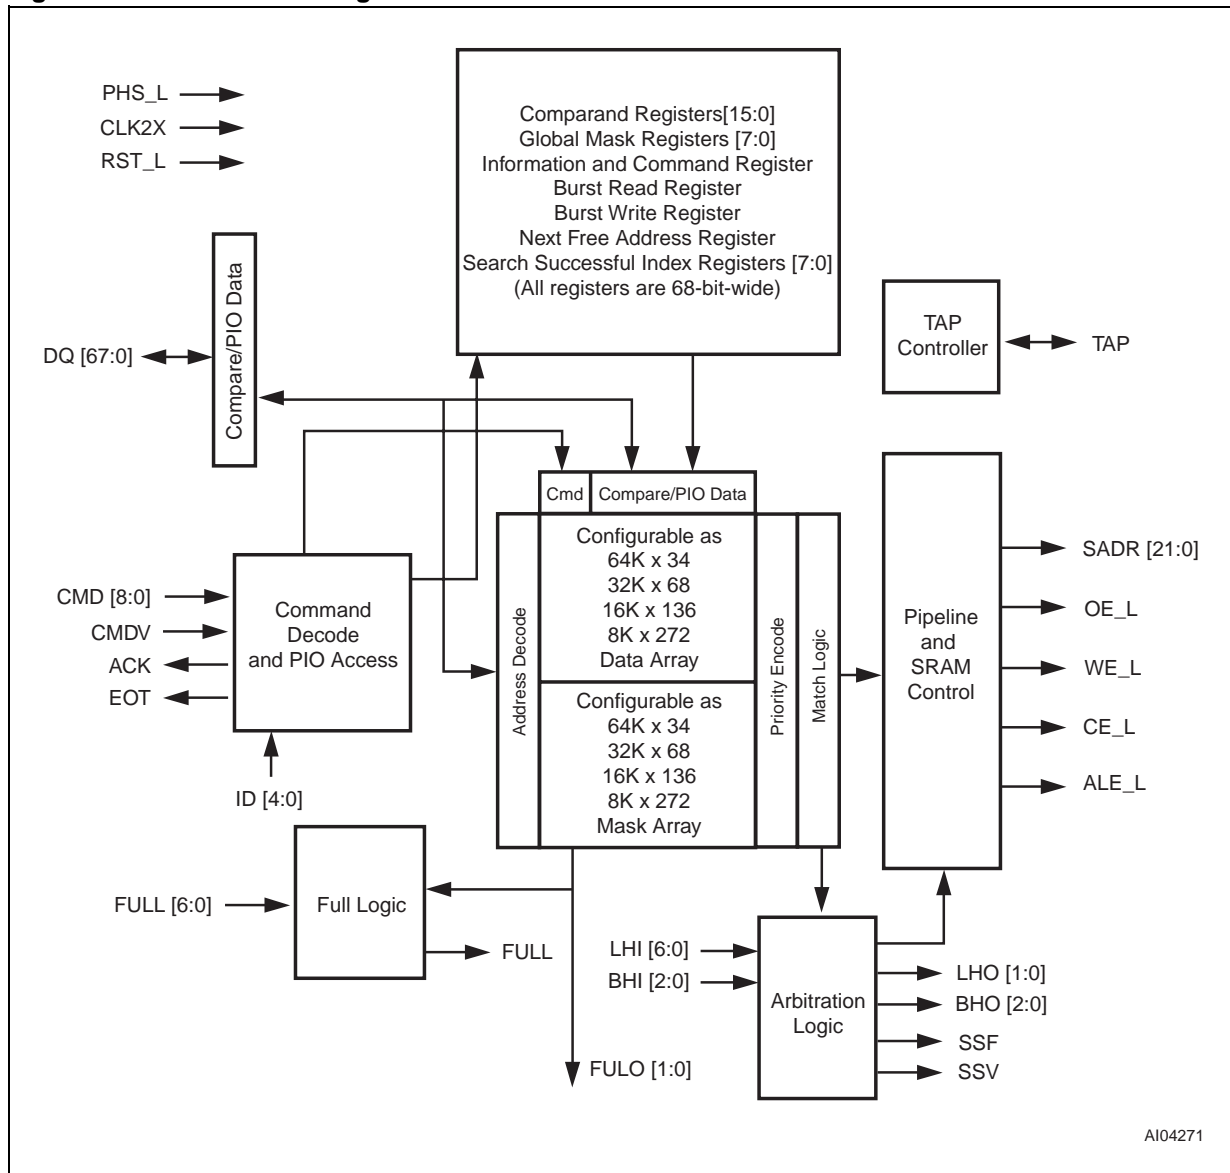 PHS_L
CLK2X
RST_L
Comparand Registers[15:0]
Global Mask Registers [7:0]
Information and Command Register
Burst Read Register
Burst Write Register
Next Free Address Register
Search Successful Index Registers [7:0]
(All registers are 68-bit-wide)
Compare/PIO Data
DQ [67:0]
TAP
Controller
TAP
Cmd
Compare/PIO Data
Address Decode
Configurable as
64K x 34
32K x 68
16K x 136
8K x 272
Data Array
Configurable as
64K x 34
32K x 68
16K x 136
8K x 272
Mask Array
Priority Encode
Match Logic
Pipeline
and
SRAM
Control
SADR [21:0]
OE_L
WE_L
CE_L
ALE_L
CMD [8:0]
CMDV
ACK
EOT
Command
Decode
and PIO Access
ID [4:0]
FULL [6:0]
Full Logic
FULL
FULO [1:0]
LHI [6:0]
BHI [2:0]
Arbitration
Logic
LHO [1:0]
BHO [2:0]
SSF
SSV
AI04271